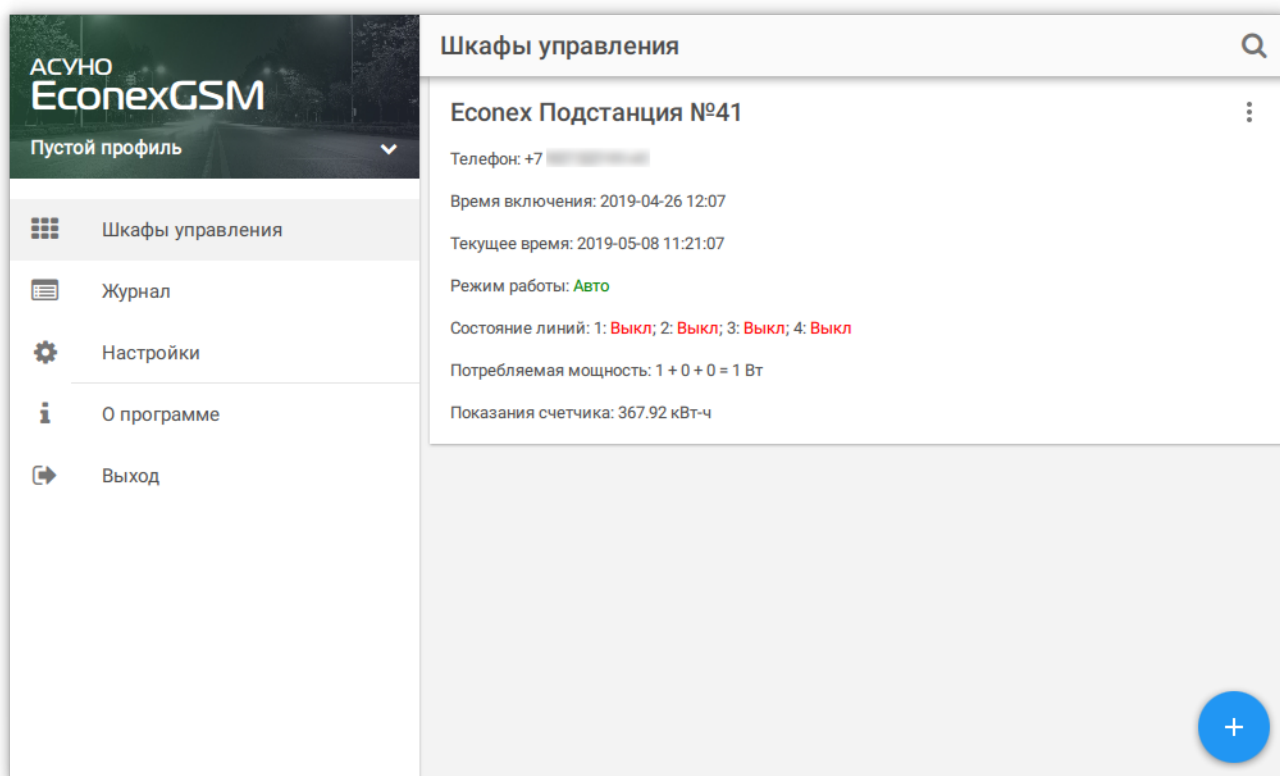 АСУНО
EconexGSM
Пустой профиль
Шкафы управления
Журнал
Настройки
О программе
Выход
Шкафы управления
Econex Подстанция №41
Телефон: +7
Время включения: 2019-04-26 12:07
Текущее время: 2019-05-08 11:21:07
Режим работы: Авто
Состояние линий: 1: Выкл; 2: Выкл; 3: Выкл; 4: Выкл
Потребляемая мощность: 1 + 0 + 0 = 1 Вт
Показания счетчика: 367.92 кВт-ч